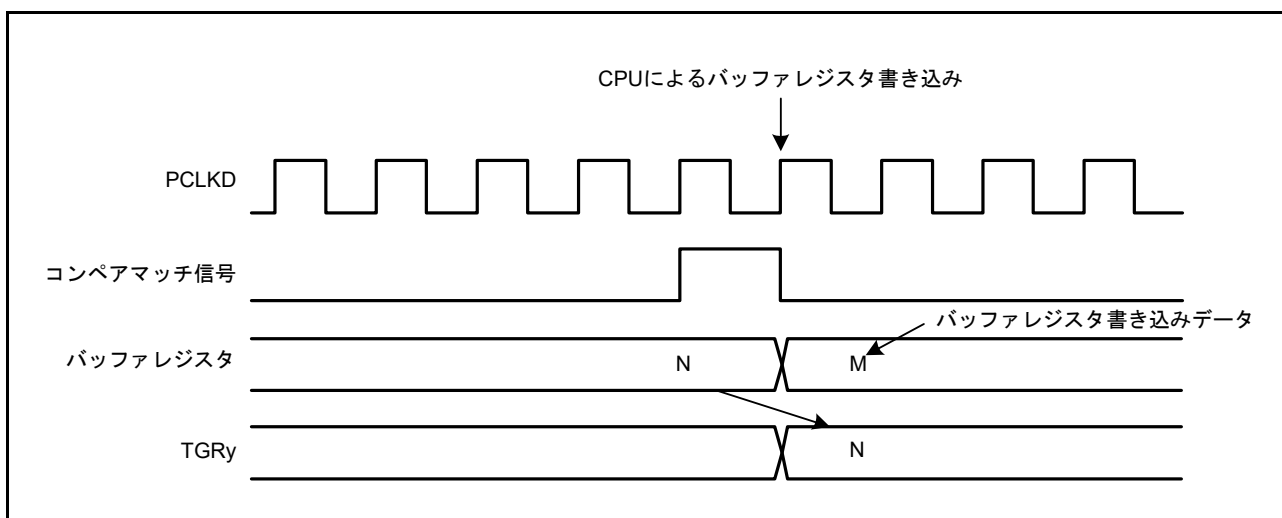 CPUによるバッファレジスタ書き込み
PCLKD
コンペアマッチ信号
バッファレジスタ書き込みデータ
バッファレジスタ
N
M
TGRy
N